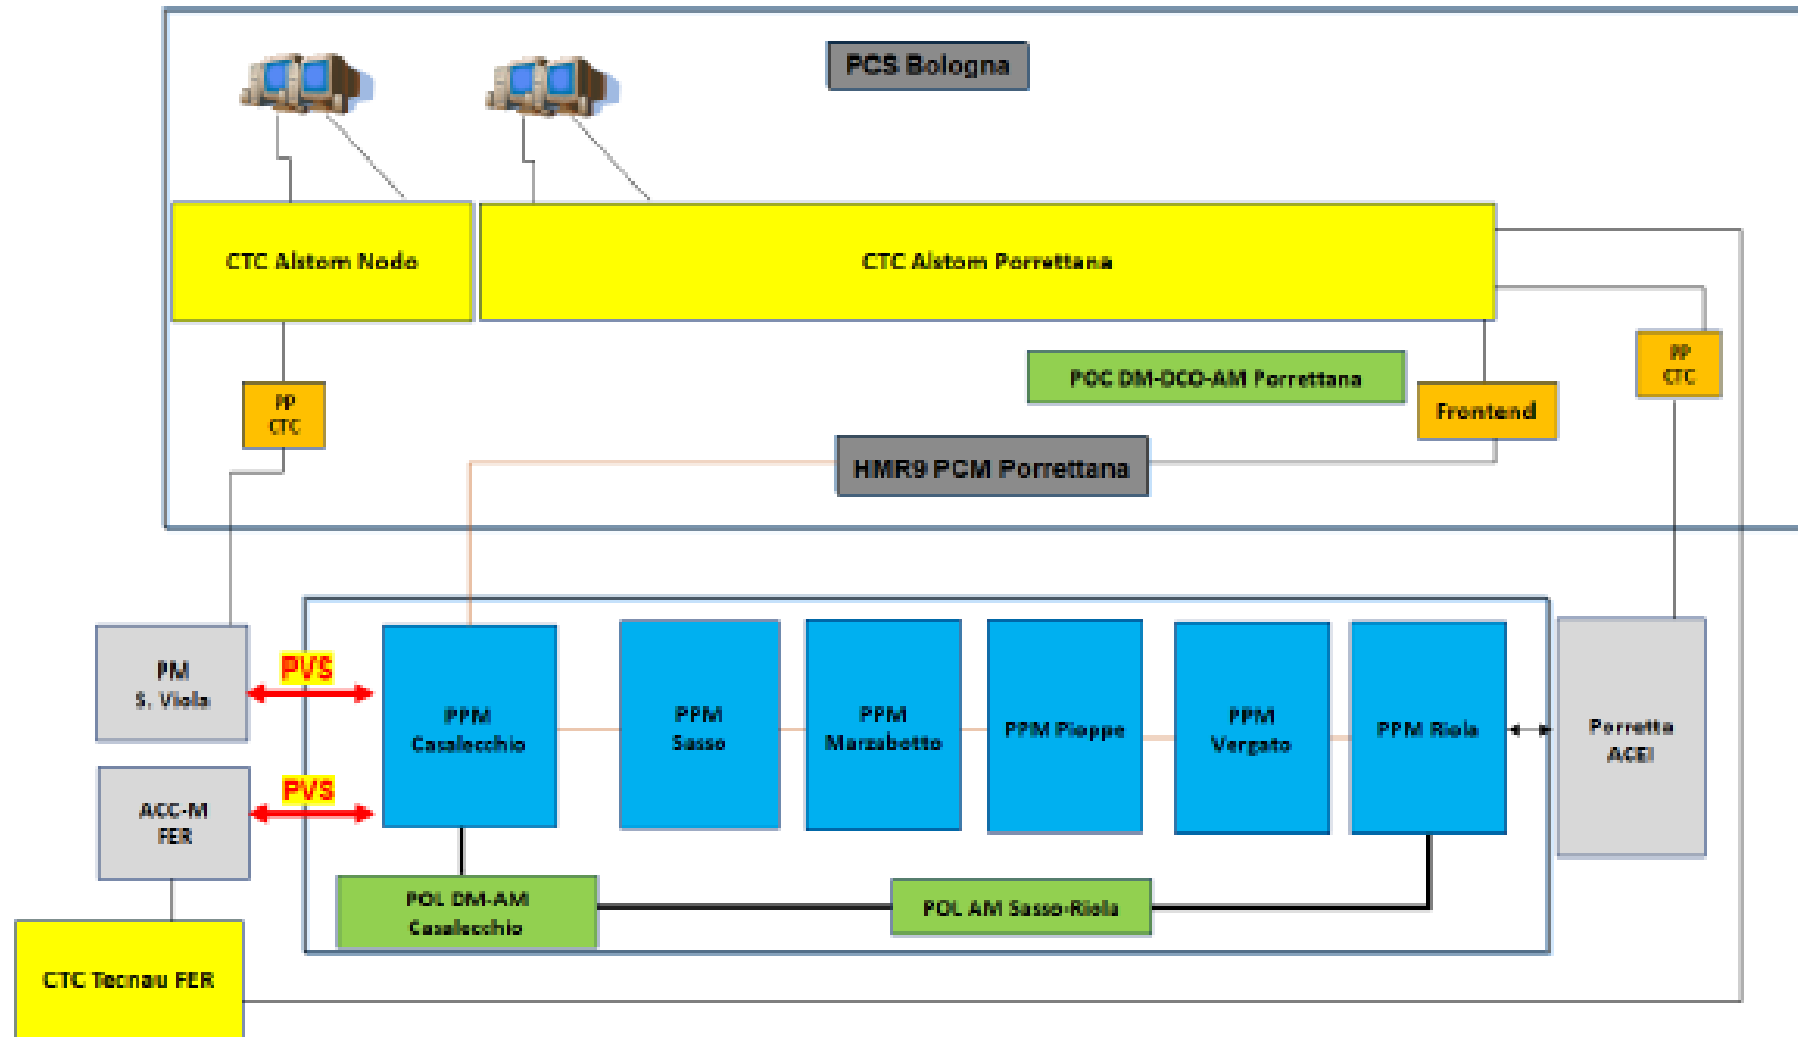 PCS Bologna
CTC Alstom Nodo
CTC Alstom Porrettana
POC DM-DCO-AM Porrettana
PP
CTC
PP
CTC
Frontend
HMR9 PCM Porrettana
PM
S. Viola
PVS
PPM
Casalecchio
PPM
Sasso
PPM
Marzabotto
PPM Pioppe
PPM
Vergato
PPM Riola
Porretta
ACEI
ACC-M
FER
PVS
POL DM-AM
Casalecchio
POL AM Sasso-Riola
CTC Tecnau FER